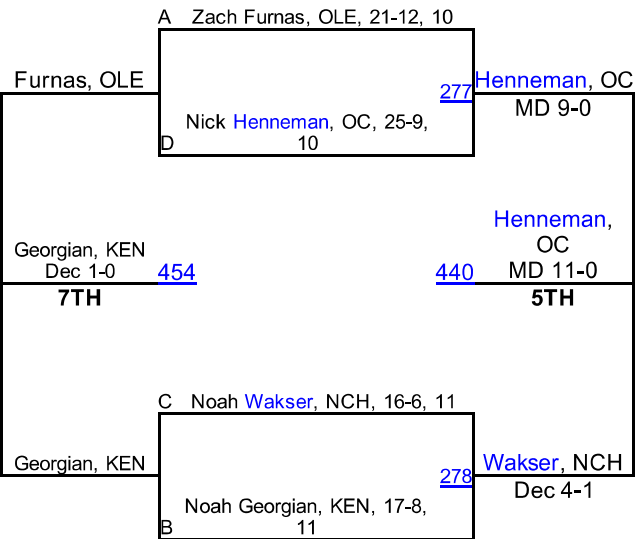 A Zach Furnas, OLE, 21-12, 10
Furnas, OLE
277
Henneman, OC
MD 9-0
Nick Henneman, OC, 25-9,
D
10
Georgian, KEN
Dec 1-0
454
7TH
Henneman,
OC
440
MD 11-0
5TH
C Noah Wakser, NCH, 16-6, 11
Georgian, KEN
278
Wakser, NCH
Dec 4-1
Noah Georgian, KEN, 17-8,
B
11